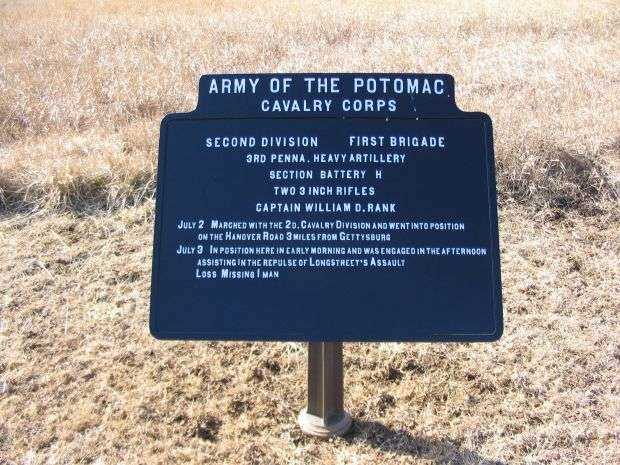 ARMY OF THE POTOMAC
CAVALRY CORPS
SECOND DIVISION FIRST BRIGADE
3RD PENNA. HEAVY ARTILLERY
SECTION BATTERY H
TWO 3 INCH RIFLES
CAPTAIN WILLIAM D. RANK
JULY 2 MARCHED WITH THE 2D. CAVALRY DIVISION AND WENT INTO POSITION
ON THE HANOVER ROAD 3 MILES FROM GETTYSBURG
JULY 3 IN POSITION HERE IN EARLY MORNING AND WAS ENGAGED IN THE AFTERNOON
ASSISTING IN THE REPULSE OF LONGSTREET'S ASSAULT
LOSS MISSING 1 MAN